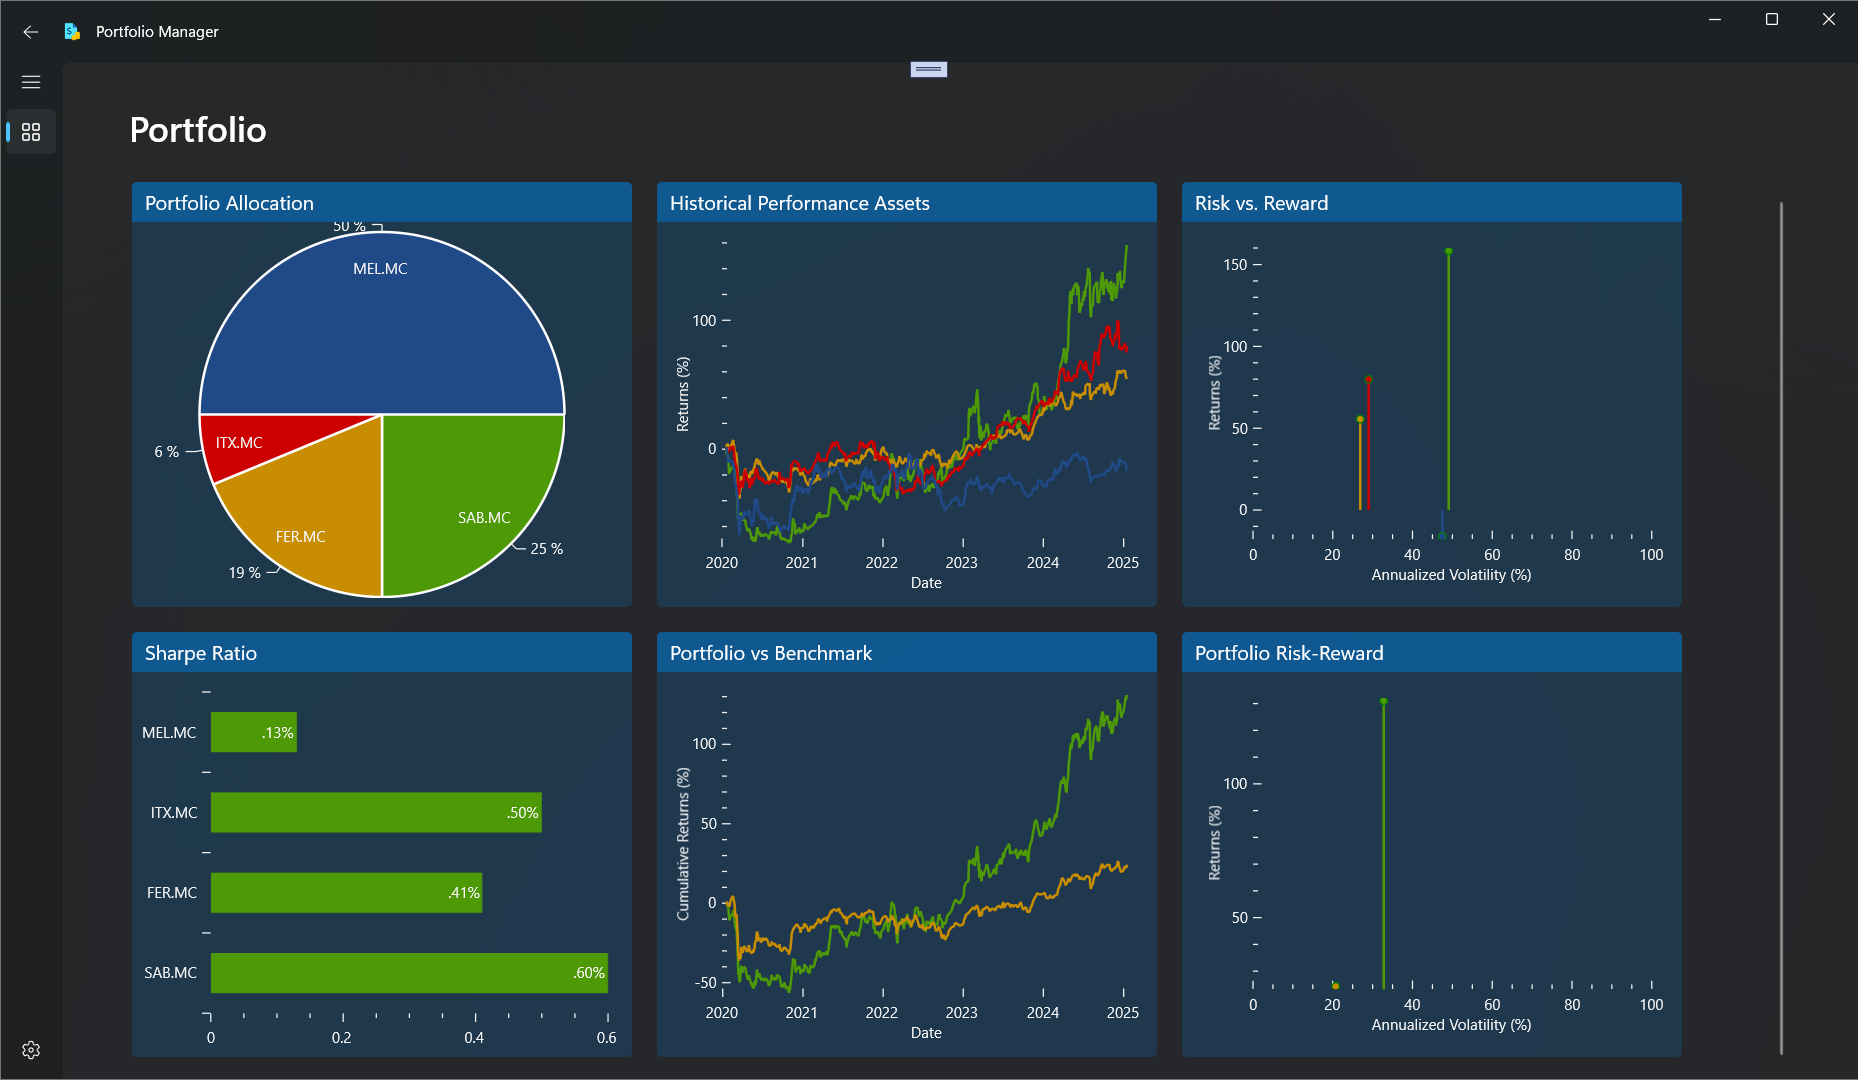 Portfolio Manager
Portfolio
Portfolio Allocation
50 %
MEL.MC
ITX.MC
6 %
SAB.MC
FER.MC
25 %
19 %
Historical Performance Assets
Returns (%)
100
0
2020 2021 2022 2023 2024 2025
Date
Risk vs. Reward
Returns (%)
150
100
50
0
0 20 40 60 80 100
Annualized Volatility (%)
Sharpe Ratio
MEL.MC .13%
ITX.MC .50%
FER.MC .41%
SAB.MC .60%
0 0.2 0.4 0.6
Portfolio vs Benchmark
Cumulative Returns (%)
100
50
0
-50
2020 2021 2022 2023 2024 2025
Date
Portfolio Risk-Reward
Returns (%)
100
50
0 20 40 60 80 100
Annualized Volatility (%)